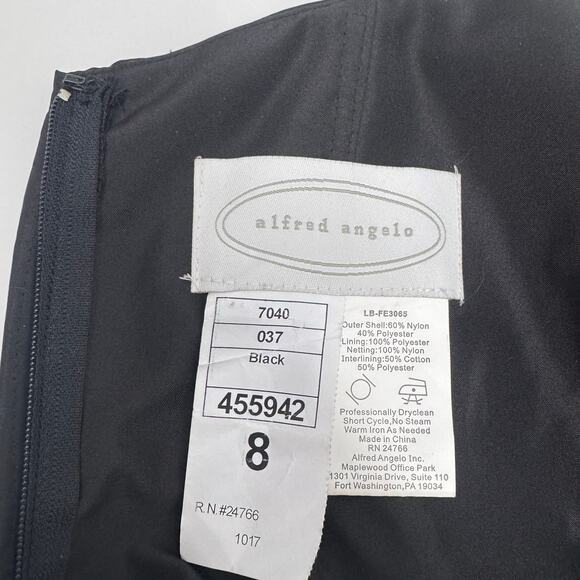 alfred angelo
7040
037
Black
455942
8
R.N.#24766
1017
LB-FE3065
Outer Shell:60% Nylon
40% Polyester
Lining:100% Polyester
Netting:100% Nylon
Interlining:50% Cotton
50% Polyester
Professionally Dryclean
Short Cycle,No Steam
Warm Iron As Needed
Made in China
RN 24766
Alfred Angelo Inc.
Maplewood Office Park
1301 Virginia Drive, Suite 110
Fort Washington,PA 19034